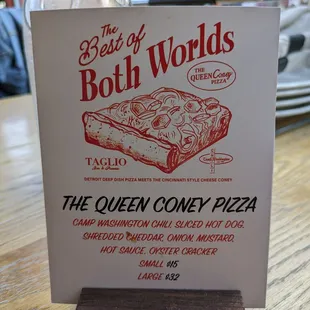 The
Best of
Both Worlds
THE
QUEEN Coney
PIZZA
TAGLIO
DETROIT DEEP DISH PIZZA MEETS THE CINCINNATI STYLE CHEESE CONEY
THE QUEEN CONEY PIZZA
CAMP WASHINGTON CHILI, SLICED HOT DOG,
SHREDDED CHEDDAR, ONION, MUSTARD,
HOT SAUCE, OYSTER CRACKER
SMALL $15
LARGE $32